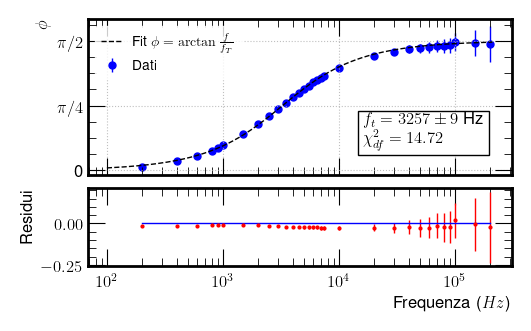 ϕ
π/2
Fit ϕ = arctan f/f_T
Dati
π/4
f_t = 3257 ± 9 Hz
χ²_df = 14.72
0
Residui
0.00
−0.25
10² 10³ 10⁴ 10⁵
Frequenza (Hz)